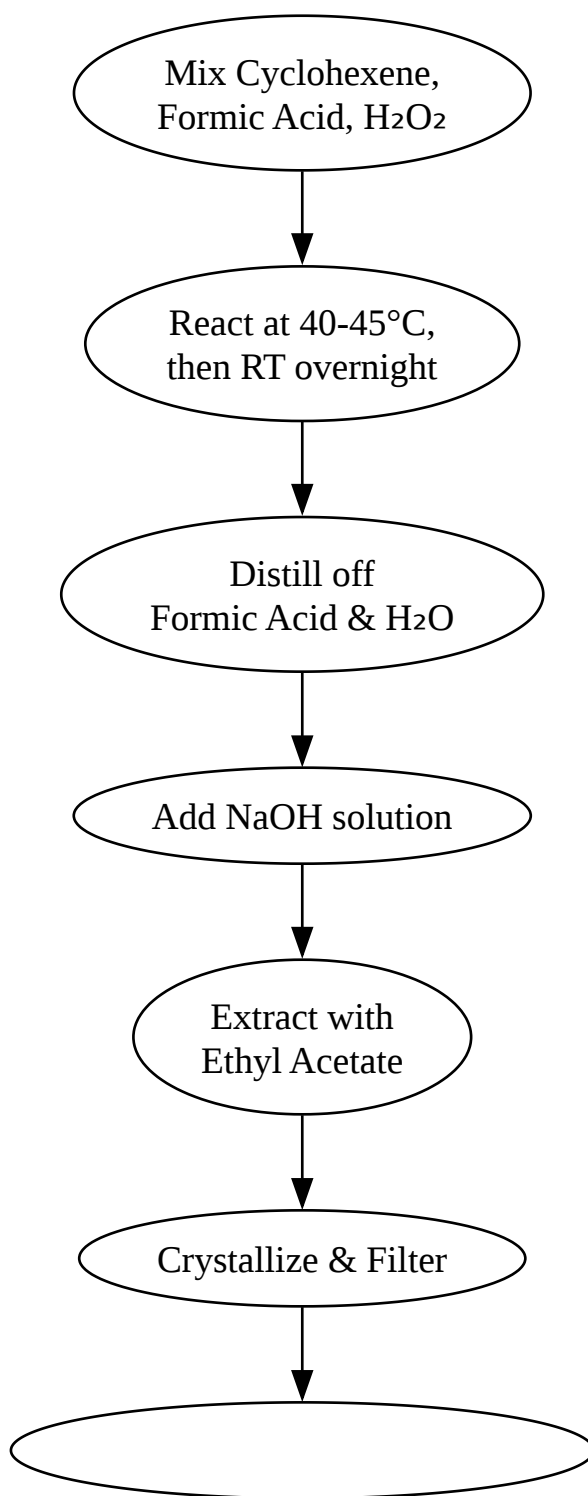 Mix Cyclohexene,
Formic Acid, H₂O₂
React at 40-45°C,
then RT overnight
Distill off
Formic Acid & H₂O
Add NaOH solution
Extract with
Ethyl Acetate
Crystallize & Filter